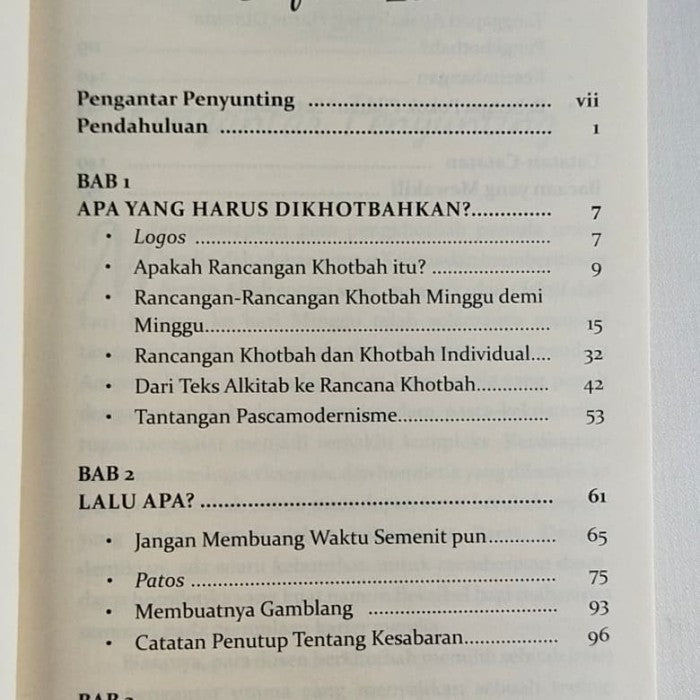 Pengantar Penyunting .......................................... vii
Pendahuluan ......................................................... 1
BAB 1
APA YANG HARUS DIKHOTBAHKAN?.............. 7
• Logos ............................................................. 7
• Apakah Rancangan Khotbah itu? ..................... 9
• Rancangan-Rancangan Khotbah Minggu demi
Minggu........................................................... 15
• Rancangan Khotbah dan Khotbah Individual.... 32
• Dari Teks Alkitab ke Rancana Khotbah............. 42
• Tantangan Pascamodernisme.......................... 53
BAB 2
LALU APA? ............................................................. 61
• Jangan Membuang Waktu Semenit pun............ 65
• Patos ............................................................... 75
• Membuatnya Gamblang ................................. 93
• Catatan Penutup Tentang Kesabaran................ 96